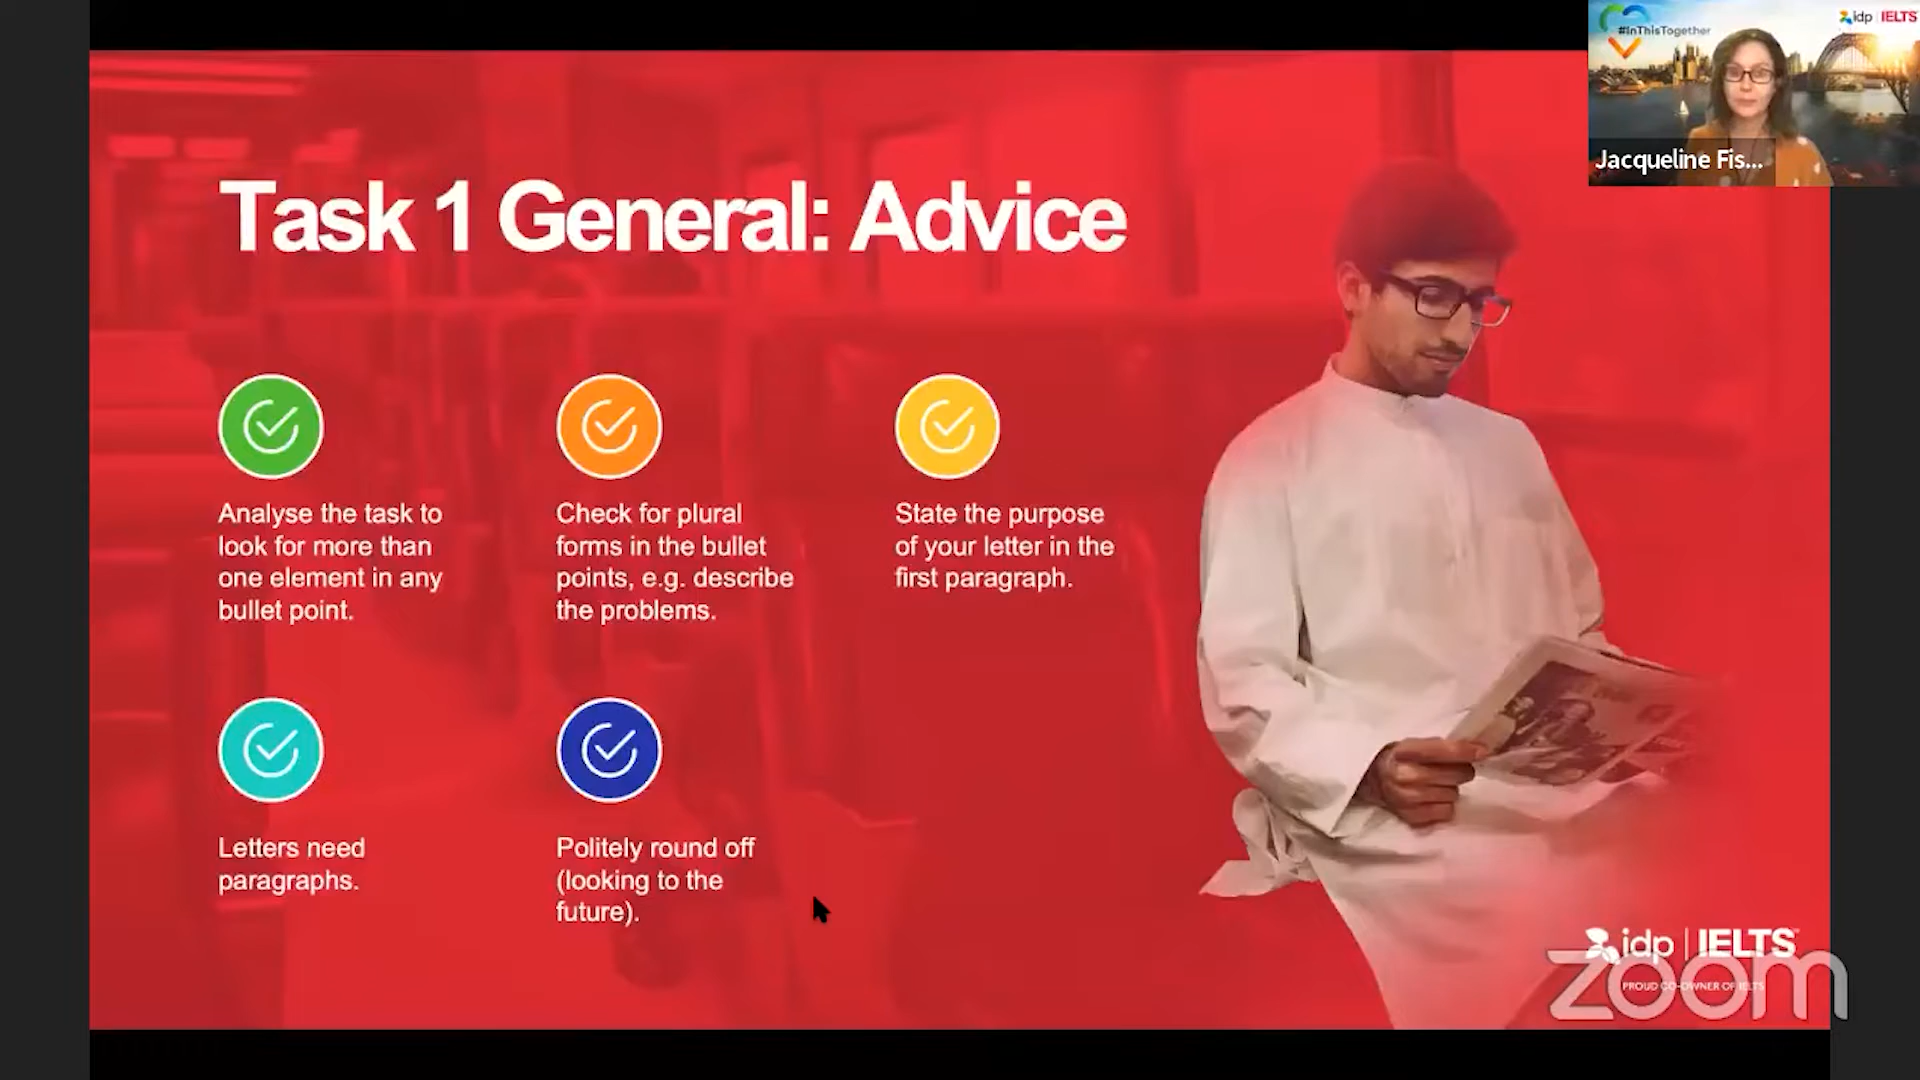 #InThisTogether
idp | IELTS
Jacqueline Fis...
Task 1 General: Advice
Analyse the task to
look for more than
one element in any
bullet point.
Check for plural
forms in the bullet
points, e.g. describe
the problems.
State the purpose
of your letter in the
first paragraph.
Letters need
paragraphs.
Politely round off
(looking to the
future).
idp | IELTS™
PROUD CO-OWNER OF IELTS
zoom